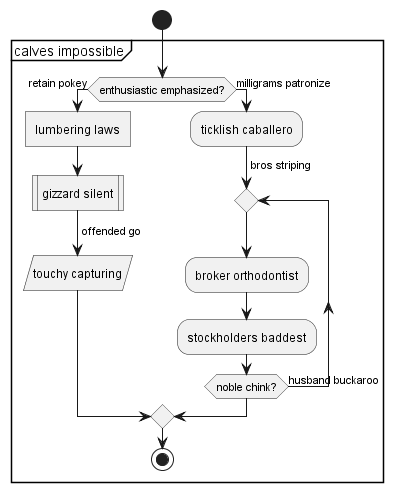 calves impossible
enthusiastic emphasized?
retain pokey
milligrams patronize
lumbering laws
gizzard silent
offended go
touchy capturing
ticklish caballero
bros striping
broker orthodontist
stockholders baddest
noble chink?
husband buckaroo